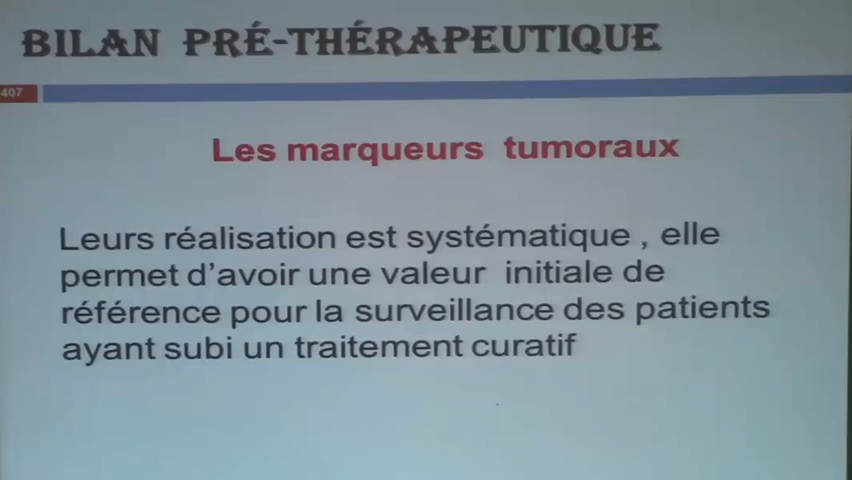 BILAN PRÉ-THÉRAPEUTIQUE
407
Les marqueurs tumoraux
Leurs réalisation est systématique , elle
permet d'avoir une valeur initiale de
référence pour la surveillance des patients
ayant subi un traitement curatif